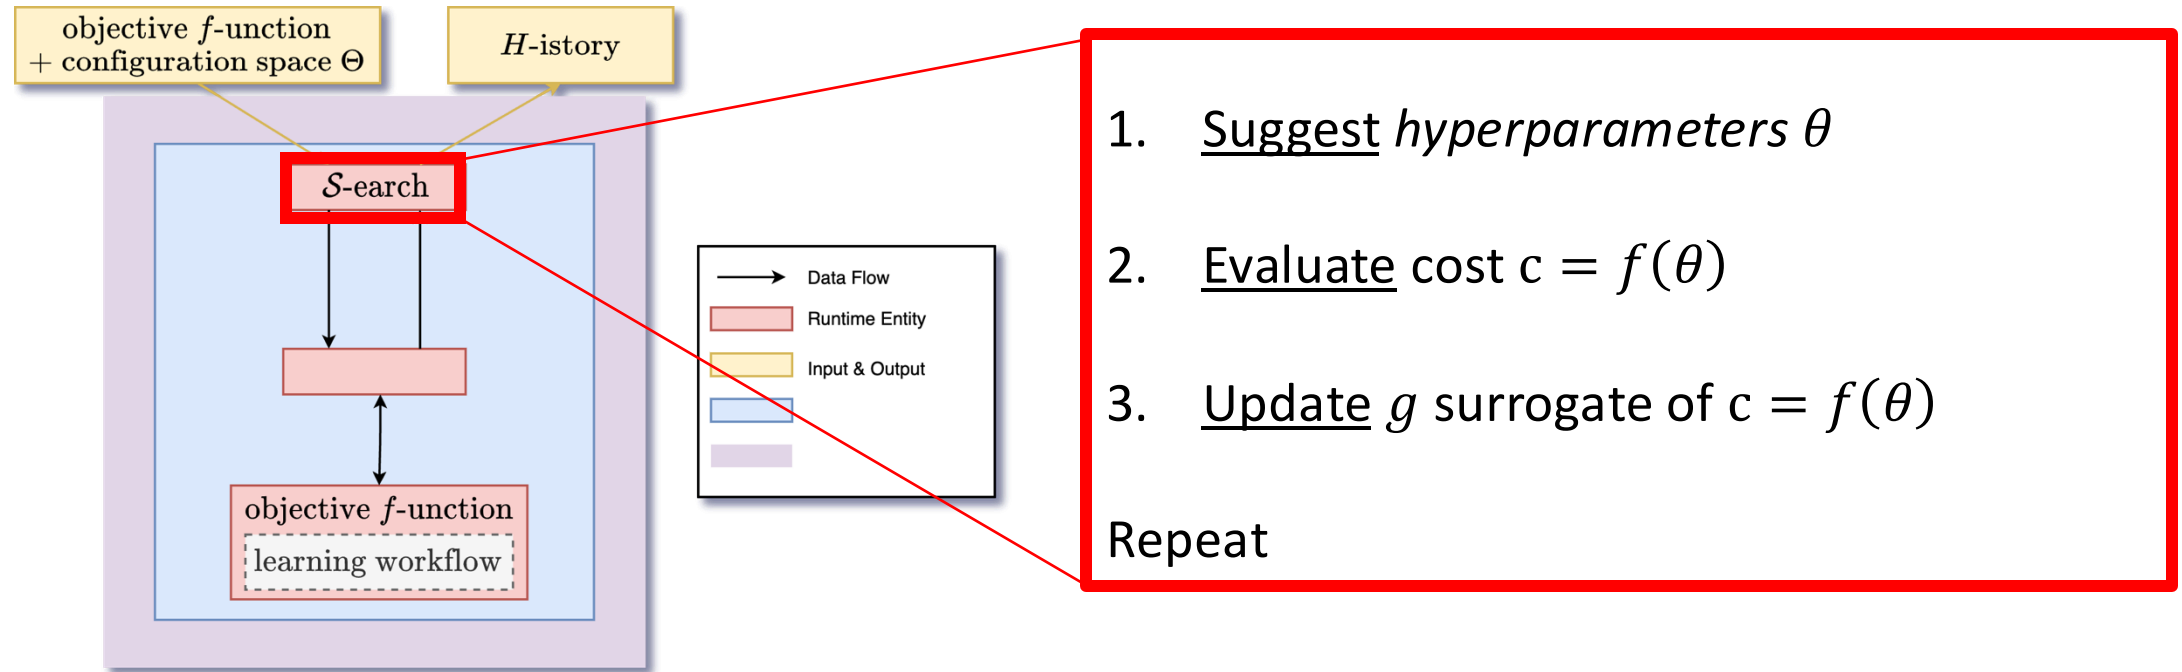 objective f-unction
+ configuration space Θ
H-istory
S-earch
objective f-unction
learning workflow
Data Flow
Runtime Entity
Input & Output
1. Suggest hyperparameters θ
2. Evaluate cost c = f(θ)
3. Update g surrogate of c = f(θ)
Repeat